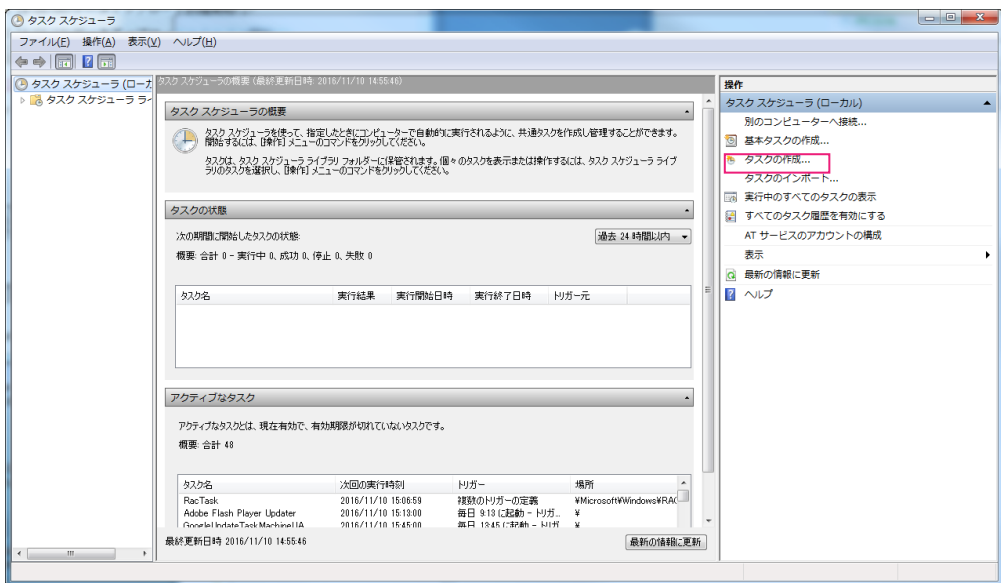 タスク スケジューラ
ファイル(F) 操作(A) 表示(V) ヘルプ(H)
タスク スケジューラ (ローカ
タスク スケジューラ ライ
タスク スケジューラの概要 (最終更新日時: 2016/11/10 14:55:46)
タスク スケジューラの概要
タスク スケジューラを使って、指定したときにコンピューターで自動的に実行されるように、共通タスクを作成し管理することができます。
開始するには、[操作] メニューのコマンドをクリックしてください。
タスクは、タスク スケジューラ ライブラリ フォルダーに保管されます。個々のタスクを表示または操作するには、タスク スケジューラ ライブ
ラリのタスクを選択し、[操作] メニューのコマンドをクリックしてください。
タスクの状態
次の期間に開始したタスクの状態: 過去 24 時間以内
概要: 合計 0 - 実行中 0、成功 0、停止 0、失敗 0
タスク名 実行結果 実行開始日時 実行終了日時 トリガー元
アクティブなタスク
アクティブなタスクとは、現在有効で、有効期限が切れていないタスクです。
概要: 合計 48
タスク名 次回の実行時刻 トリガー 場所
RacTask 2016/11/10 15:06:59 複数のトリガーの定義 ¥Microsoft¥Windows¥RAC
Adobe Flash Player Updater 2016/11/10 15:13:00 毎日 9:13 に起動 - トリガ... ¥
GoogleUpdateTaskMachineUA 2016/11/10 15:45:00 毎日 13:45 に起動 - トリガ ¥
最終更新日時 2016/11/10 14:55:46 最新の情報に更新
操作
タスク スケジューラ (ローカル)
別のコンピューターへ接続...
基本タスクの作成...
タスクの作成...
タスクのインポート...
実行中のすべてのタスクの表示
すべてのタスク履歴を有効にする
AT サービスのアカウントの構成
表示
最新の情報に更新
ヘルプ